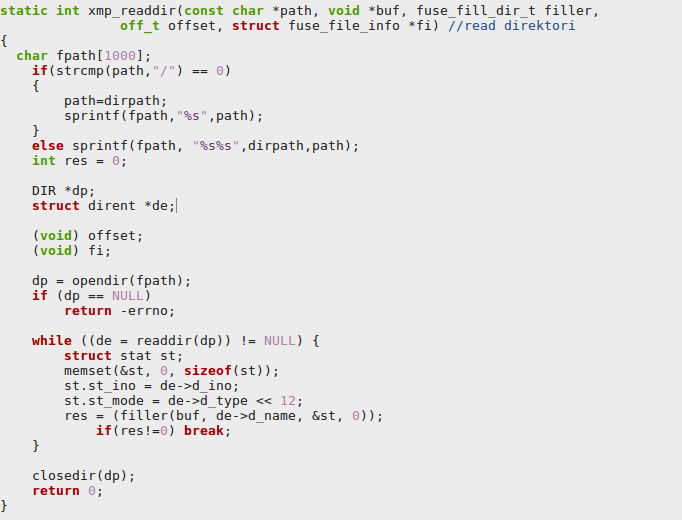 static int xmp_readdir(const char *path, void *buf, fuse_fill_dir_t filler,
               off_t offset, struct fuse_file_info *fi) //read direktori
{
  char fpath[1000];
    if(strcmp(path,"/") == 0)
    {
        path=dirpath;
        sprintf(fpath,"%s",path);
    }
    else sprintf(fpath, "%s%s",dirpath,path);
    int res = 0;

    DIR *dp;
    struct dirent *de;

    (void) offset;
    (void) fi;

    dp = opendir(fpath);
    if (dp == NULL)
        return -errno;

    while ((de = readdir(dp)) != NULL) {
        struct stat st;
        memset(&st, 0, sizeof(st));
        st.st_ino = de->d_ino;
        st.st_mode = de->d_type << 12;
        res = (filler(buf, de->d_name, &st, 0));
            if(res!=0) break;
    }

    closedir(dp);
    return 0;
}